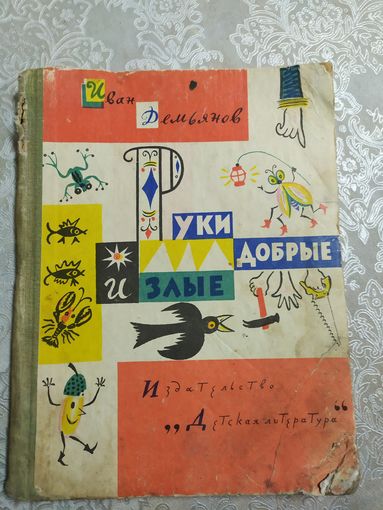 Иван
Демьянов
Руки
добрые
и злые
Издательство
„Детская литература“